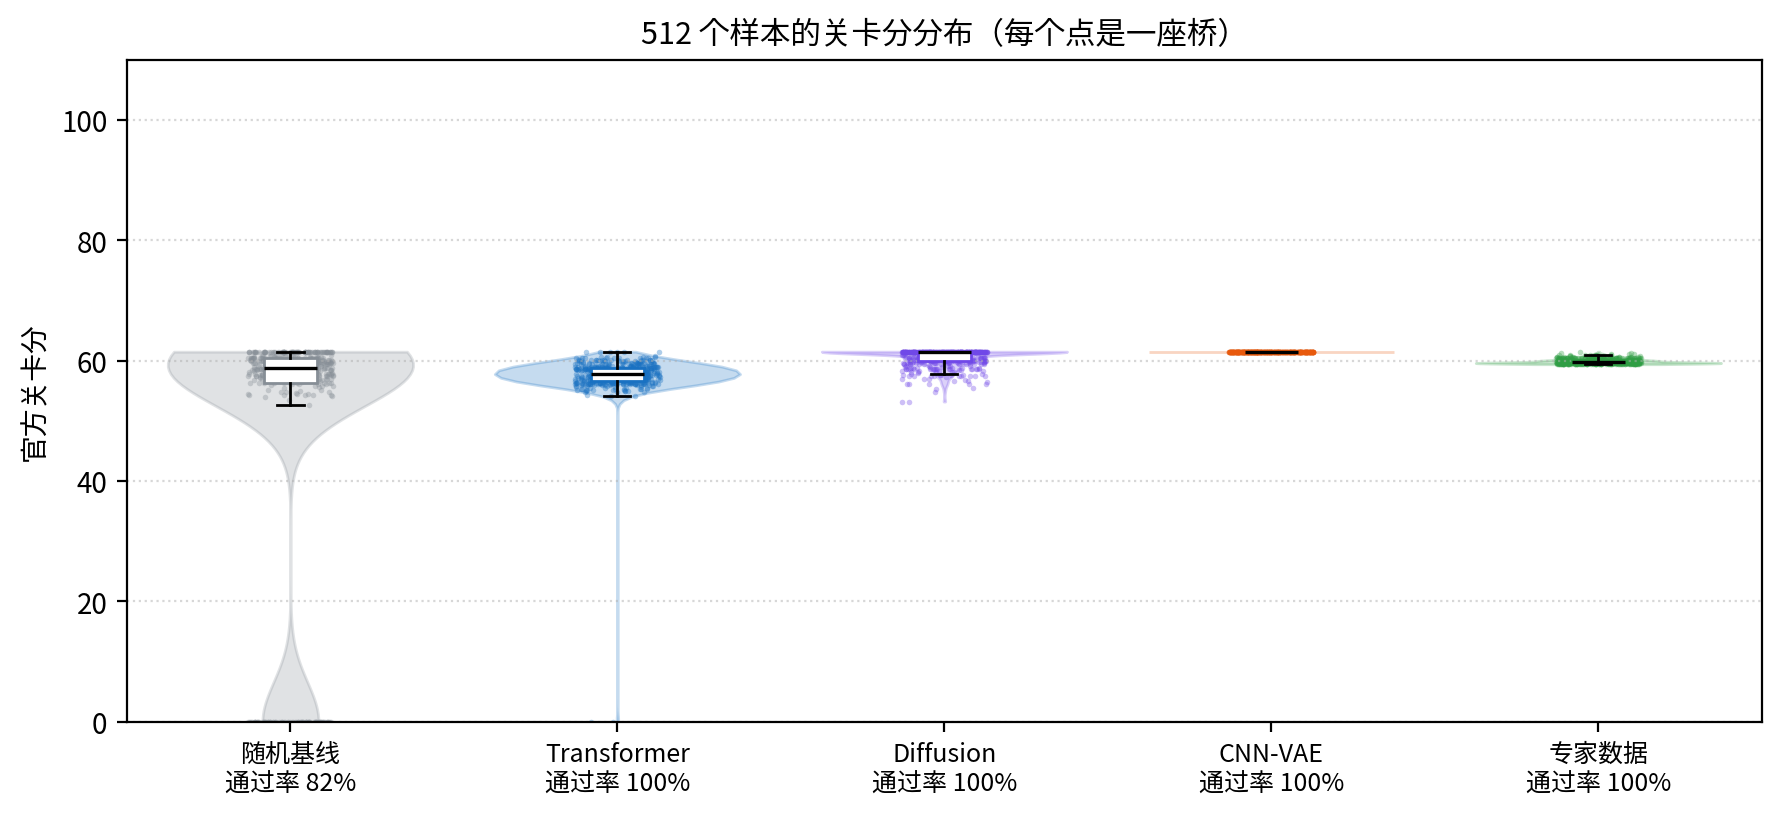 512 个样本的关卡分分布（每个点是一座桥）
官方关卡分
100
80
60
40
20
0
随机基线
通过率 82%
Transformer
通过率 100%
Diffusion
通过率 100%
CNN-VAE
通过率 100%
专家数据
通过率 100%